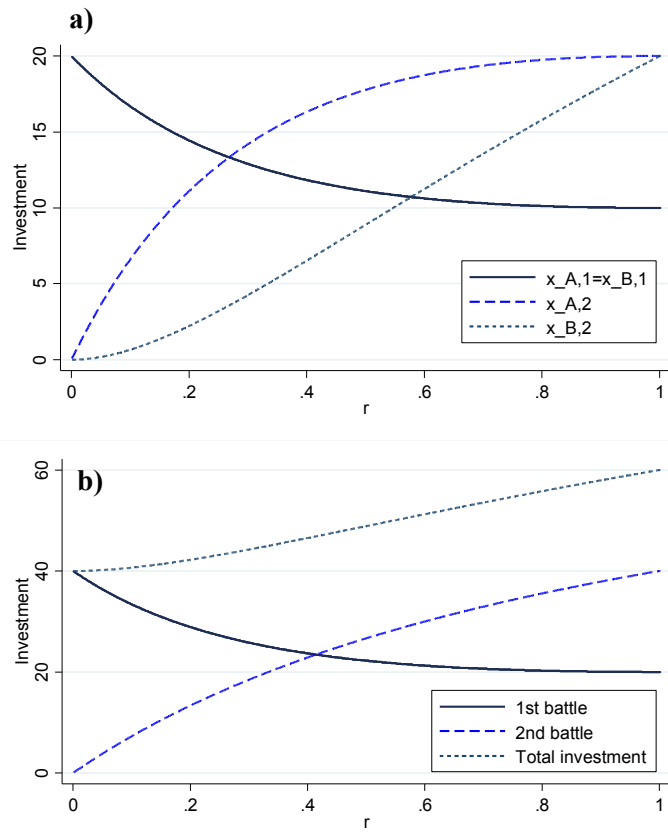 a)
20
15
10
5
0
Investment
x_A,1=x_B,1
x_A,2
x_B,2
0 .2 .4 .6 .8 1
r
b)
60
40
20
0
Investment
1st battle
2nd battle
Total investment
0 .2 .4 .6 .8 1
r